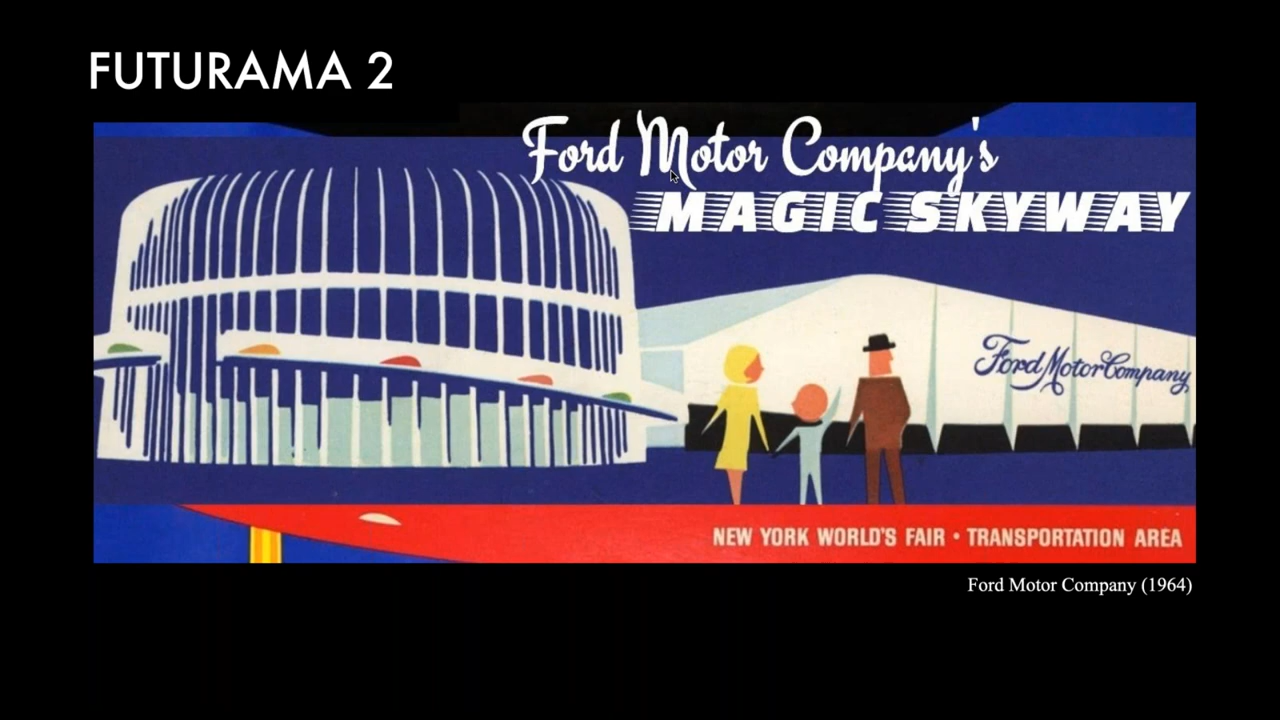 FUTURAMA 2
Ford Motor Company's
MAGIC SKYWAY
Ford Motor Company
NEW YORK WORLD'S FAIR • TRANSPORTATION AREA
Ford Motor Company (1964)